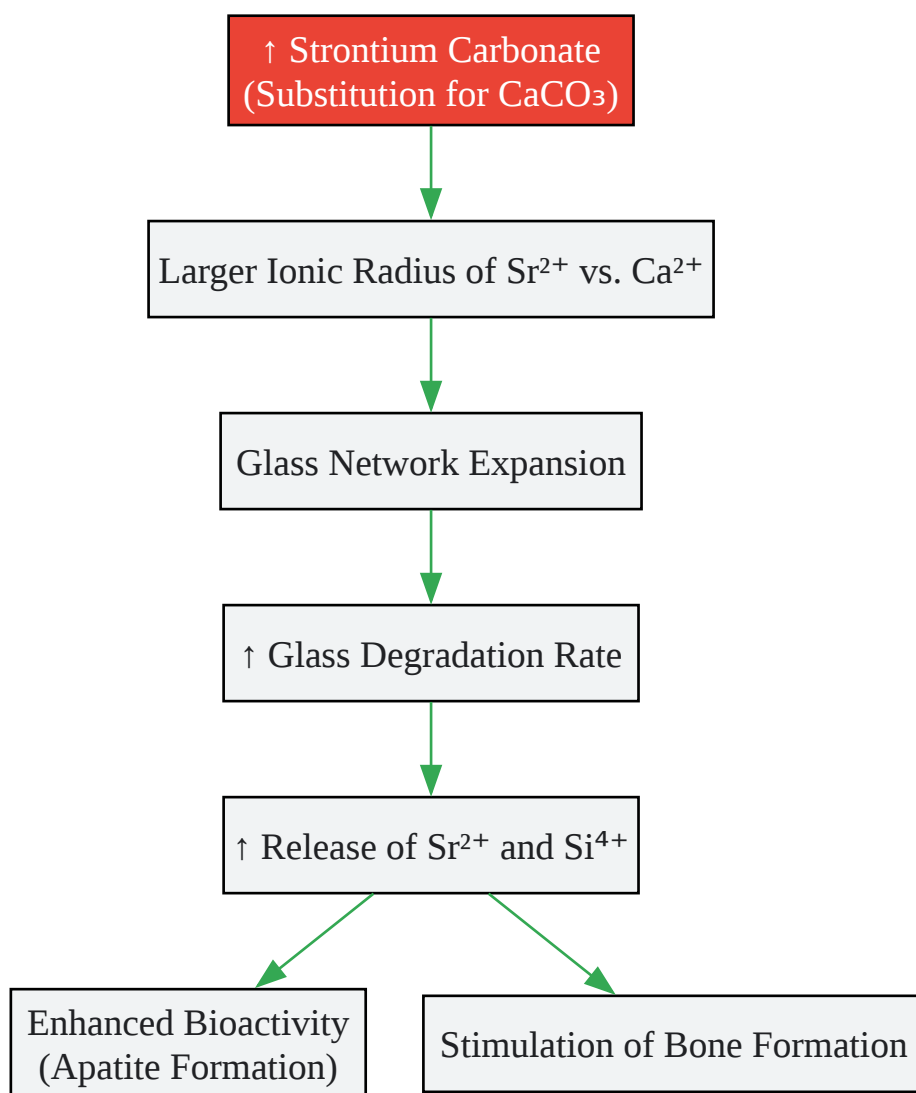 ↑ Strontium Carbonate
(Substitution for CaCO₃)
Larger Ionic Radius of Sr²⁺ vs. Ca²⁺
Glass Network Expansion
↑ Glass Degradation Rate
↑ Release of Sr²⁺ and Si⁴⁺
Enhanced Bioactivity
(Apatite Formation)
Stimulation of Bone Formation